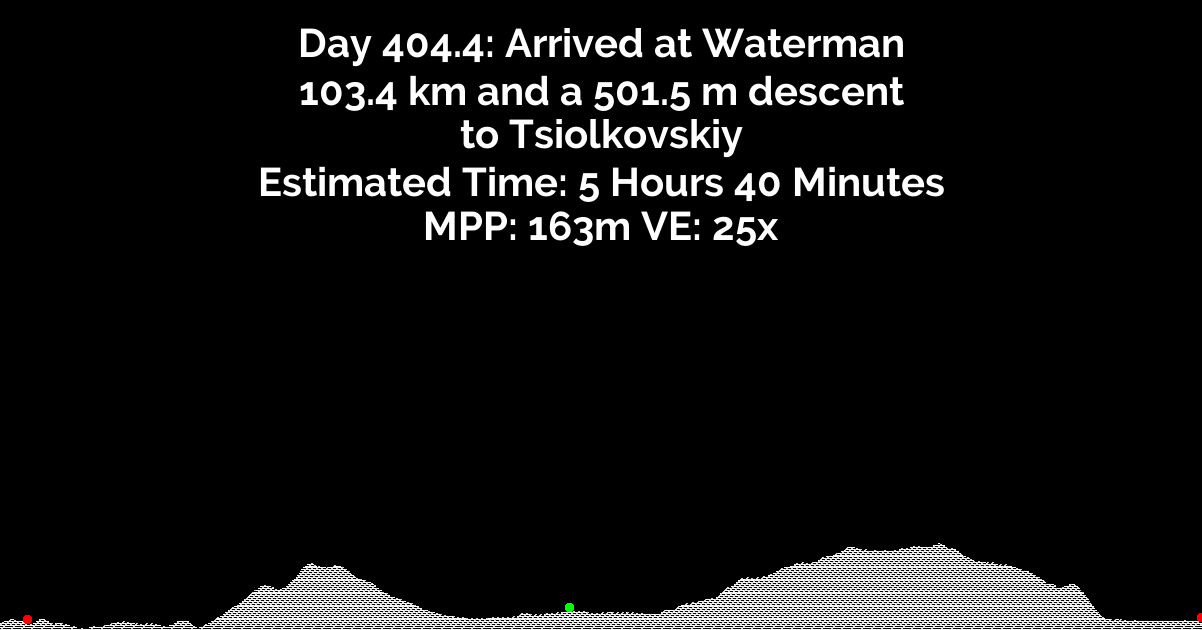 Day 404.4: Arrived at Waterman
103.4 km and a 501.5 m descent
to Tsiolkovskiy
Estimated Time: 5 Hours 40 Minutes
MPP: 163m VE: 25x